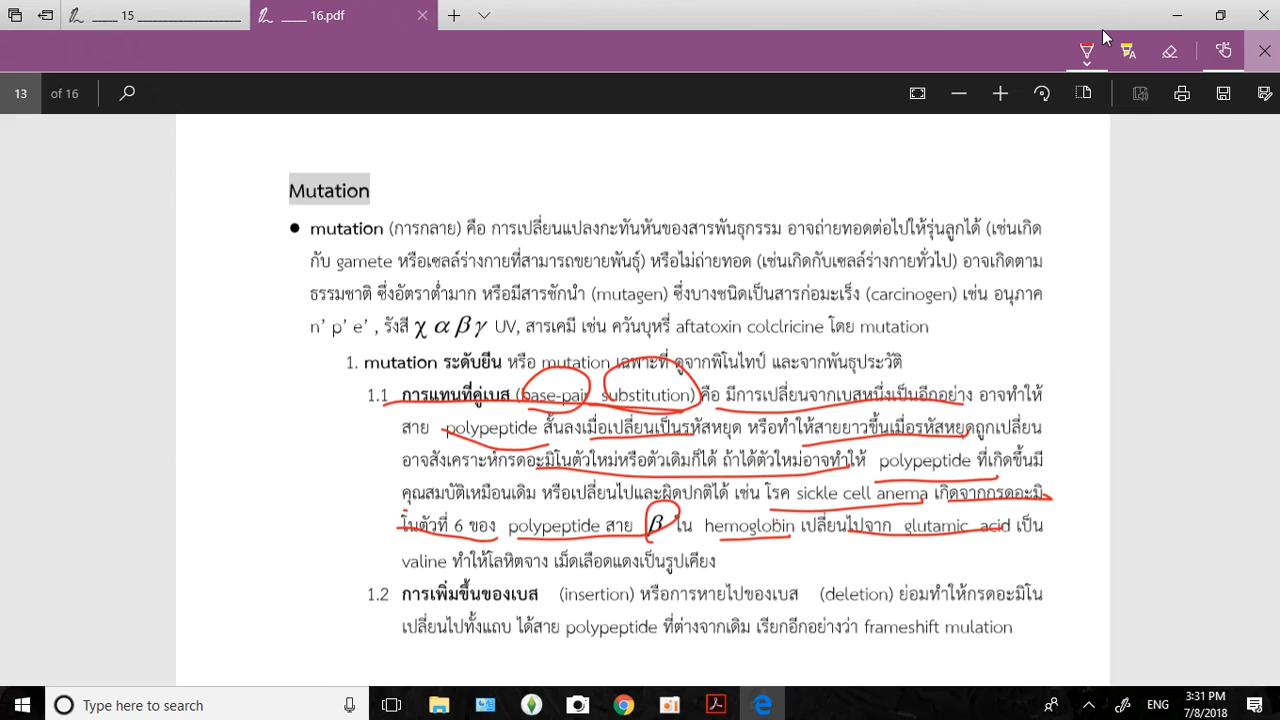 ____ 15 ____________________
____ 16.pdf
13 of 16
Mutation
● mutation (การกลาย) คือ การเปลี่ยนแปลงกะทันหันของสารพันธุกรรม อาจถ่ายทอดต่อไปให้รุ่นลูกได้ (เช่นเกิด
กับ gamete หรือเซลล์ร่างกายที่สามารถขยายพันธุ์) หรือไม่ถ่ายทอด (เช่นเกิดกับเซลล์ร่างกายทั่วไป) อาจเกิดตาม
ธรรมชาติ ซึ่งอัตราต่ำมาก หรือมีสารชักนำ (mutagen) ซึ่งบางชนิดเป็นสารก่อมะเร็ง (carcinogen) เช่น อนุภาค
n' p' e' , รังสี χ α β γ UV, สารเคมี เช่น ควันบุหรี่ aftatoxin colclricine โดย mutation
1. mutation ระดับยีน หรือ mutation เฉพาะที่ ดูจากพิโนไทป์ และจากพันธุประวัติ
1.1 การแทนที่คู่เบส (base-pair substitution) คือ มีการเปลี่ยนจากเบสหนึ่งเป็นอีกอย่าง อาจทำให้
สาย polypeptide สั้นลงเมื่อเปลี่ยนเป็นรหัสหยุด หรือทำให้สายยาวขึ้นเมื่อรหัสหยุดถูกเปลี่ยน
อาจสังเคราะห์กรดอะมิโนตัวใหม่หรือตัวเดิมก็ได้ ถ้าได้ตัวใหม่อาจทำให้ polypeptide ที่เกิดขึ้นมี
คุณสมบัติเหมือนเดิม หรือเปลี่ยนไปและผิดปกติได้ เช่น โรค sickle cell anema เกิดจากกรดอะมิ
โนตัวที่ 6 ของ polypeptide สาย β ใน hemoglobin เปลี่ยนไปจาก glutamic acid เป็น
valine ทำให้โลหิตจาง เม็ดเลือดแดงเป็นรูปเคียง
1.2 การเพิ่มขึ้นของเบส (insertion) หรือการหายไปของเบส (deletion) ย่อมทำให้กรดอะมิโน
เปลี่ยนไปทั้งแถบ ได้สาย polypeptide ที่ต่างจากเดิม เรียกอีกอย่างว่า frameshift mulation
Type here to search
ENG
3:31 PM
7/8/2018